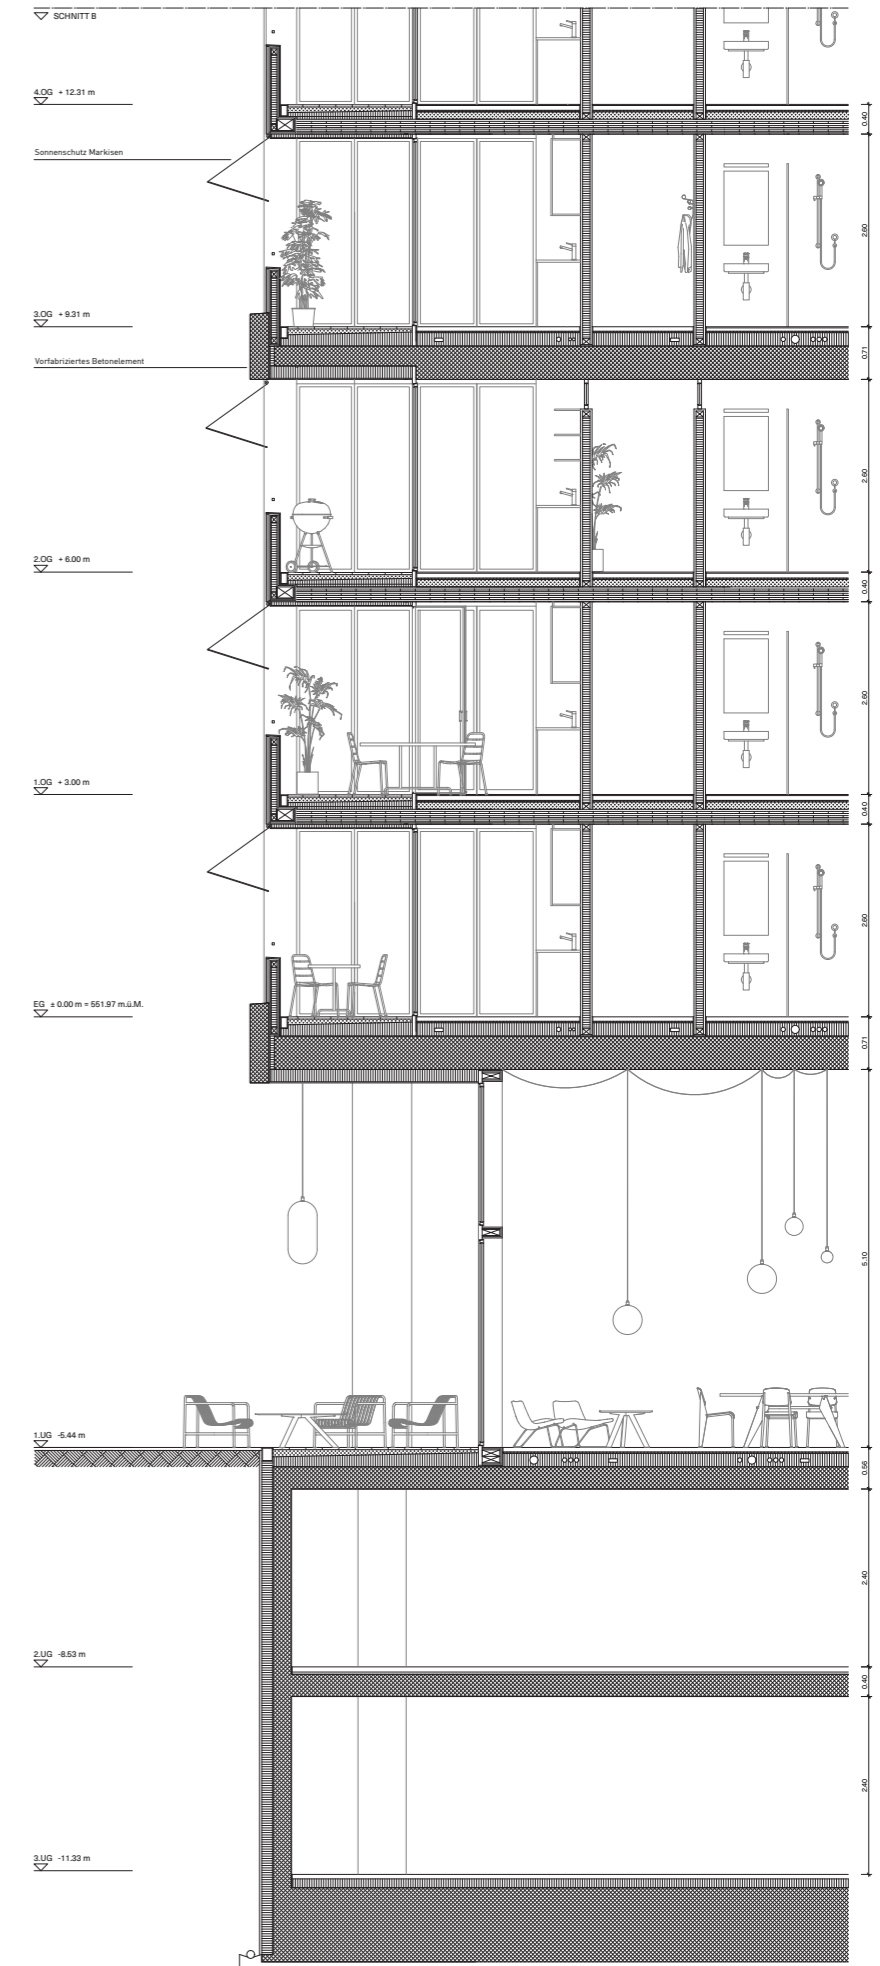 SCHNITT B
4.OG + 12.31 m
0.40
Sonnenschutz Markisen
2.60
3.OG + 9.31 m
0.71
Vorfabriziertes Betonelement
2.60
2.OG + 6.00 m
0.40
2.60
1.OG + 3.00 m
0.40
2.60
EG ± 0.00 m = 551.97 m.ü.M.
0.71
5.10
1.UG -5.44 m
0.56
2.40
2.UG -8.53 m
0.40
2.40
3.UG -11.33 m